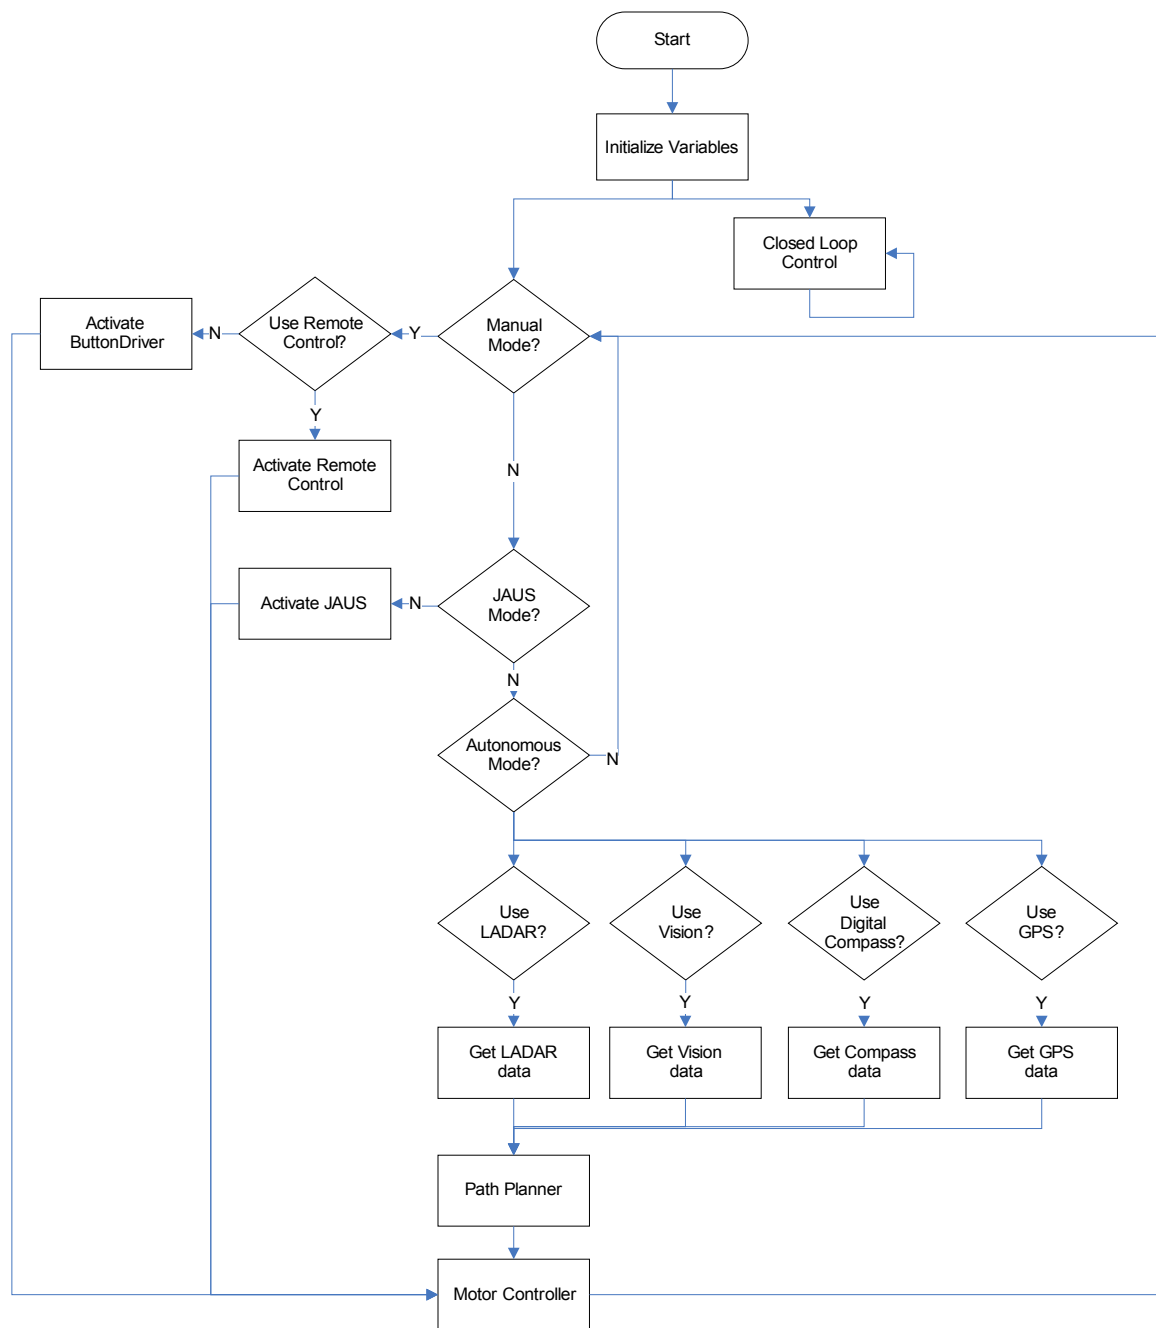 Start
Initialize Variables
Closed Loop
Control
Activate
ButtonDriver
N
Use Remote
Control?
Y
Manual
Mode?
Y
Activate Remote
Control
N
Activate JAUS
N
JAUS
Mode?
N
Autonomous
Mode?
N
Use
LADAR?
Use
Vision?
Use
Digital
Compass?
Use
GPS?
Y
Y
Y
Y
Get LADAR
data
Get Vision
data
Get Compass
data
Get GPS
data
Path Planner
Motor Controller